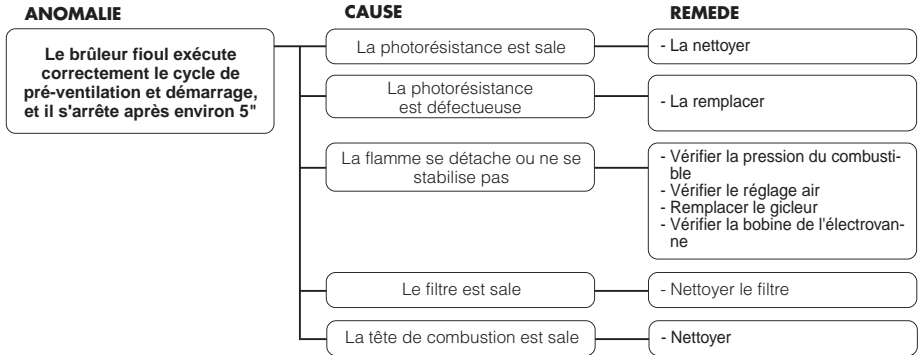 ANOMALIE
CAUSE
REMEDE
Le brûleur fioul exécute
correctement le cycle de
pré-ventilation et démarrage,
et il s'arrête après environ 5"
La photorésistance est sale
- La nettoyer
La photorésistance
est défectueuse
- La remplacer
La flamme se détache ou ne se
stabilise pas
- Vérifier la pression du combusti-
ble
- Vérifier le réglage air
- Remplacer le gicleur
- Vérifier la bobine de l'électrovan-
ne
Le filtre est sale
- Nettoyer le filtre
La tête de combustion est sale
- Nettoyer